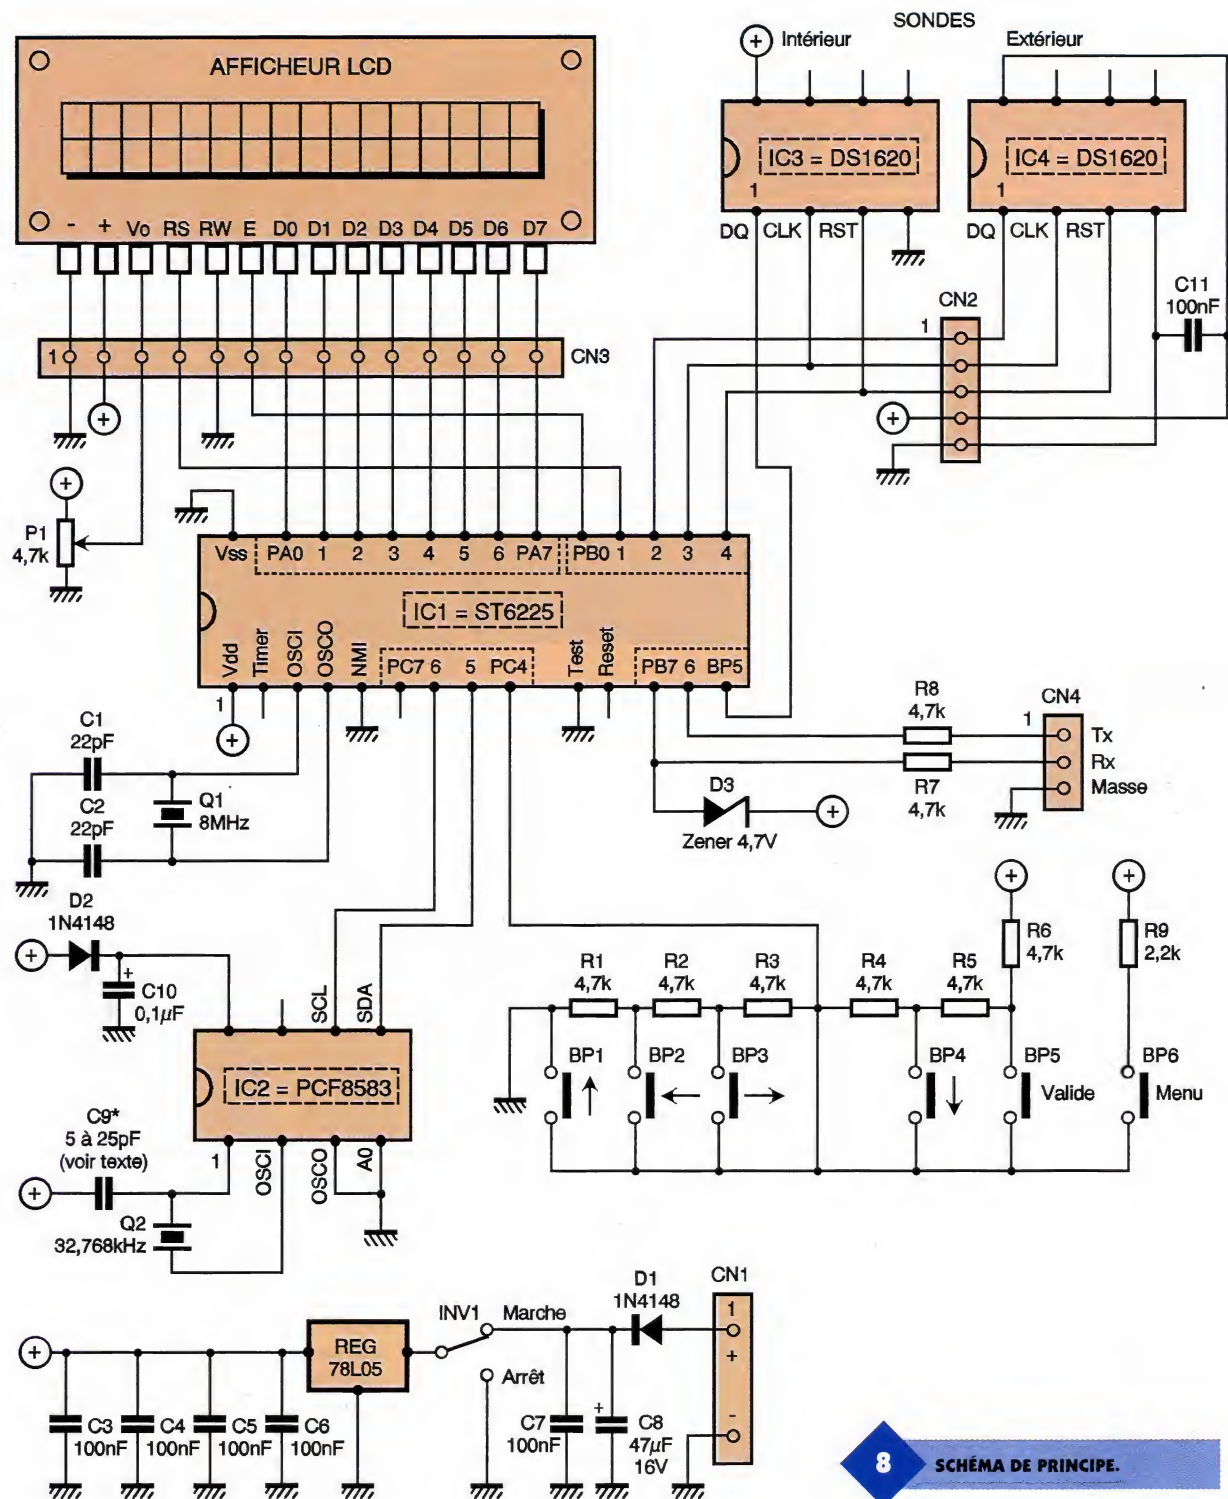 SONDES
+ Intérieur
Extérieur
AFFICHEUR LCD
IC3 = DS1620
IC4 = DS1620
1
1
- + Vo RS RW E D0 D1 D2 D3 D4 D5 D6 D7
DQ CLK RST
DQ CLK RST
C11
100nF
CN2
1
1
CN3
+
+
+
P1
4,7k
Vss PA0 1 2 3 4 5 6 PA7 PB0 1 2 3 4
IC1 = ST6225
Vdd Timer OSCI OSCO NMI PC7 6 5 PC4 Test Reset PB7 6 BP5
1
+
R8
4,7k
CN4
1
Tx
Rx
Masse
R7
4,7k
C1
22pF
C2
22pF
Q1
8MHz
D3
+
Zener 4,7V
D2
1N4148
+
+
C10
0,1µF
SCL
SDA
+
+
R6
4,7k
R9
2,2k
R1
4,7k
R2
4,7k
R3
4,7k
R4
4,7k
R5
4,7k
BP1
BP2
BP3
BP4
BP5
Valide
BP6
Menu
IC2 = PCF8583
C9*
5 à 25pF
(voir texte)
+
1
OSCI
OSCO
A0
Q2
32,768kHz
D1
1N4148
CN1
1
+
-
INV1 Marche
Arrêt
REG
78L05
+
C3
100nF
C4
100nF
C5
100nF
C6
100nF
C7
100nF
+
C8
47µF
16V
8 SCHÉMA DE PRINCIPE.